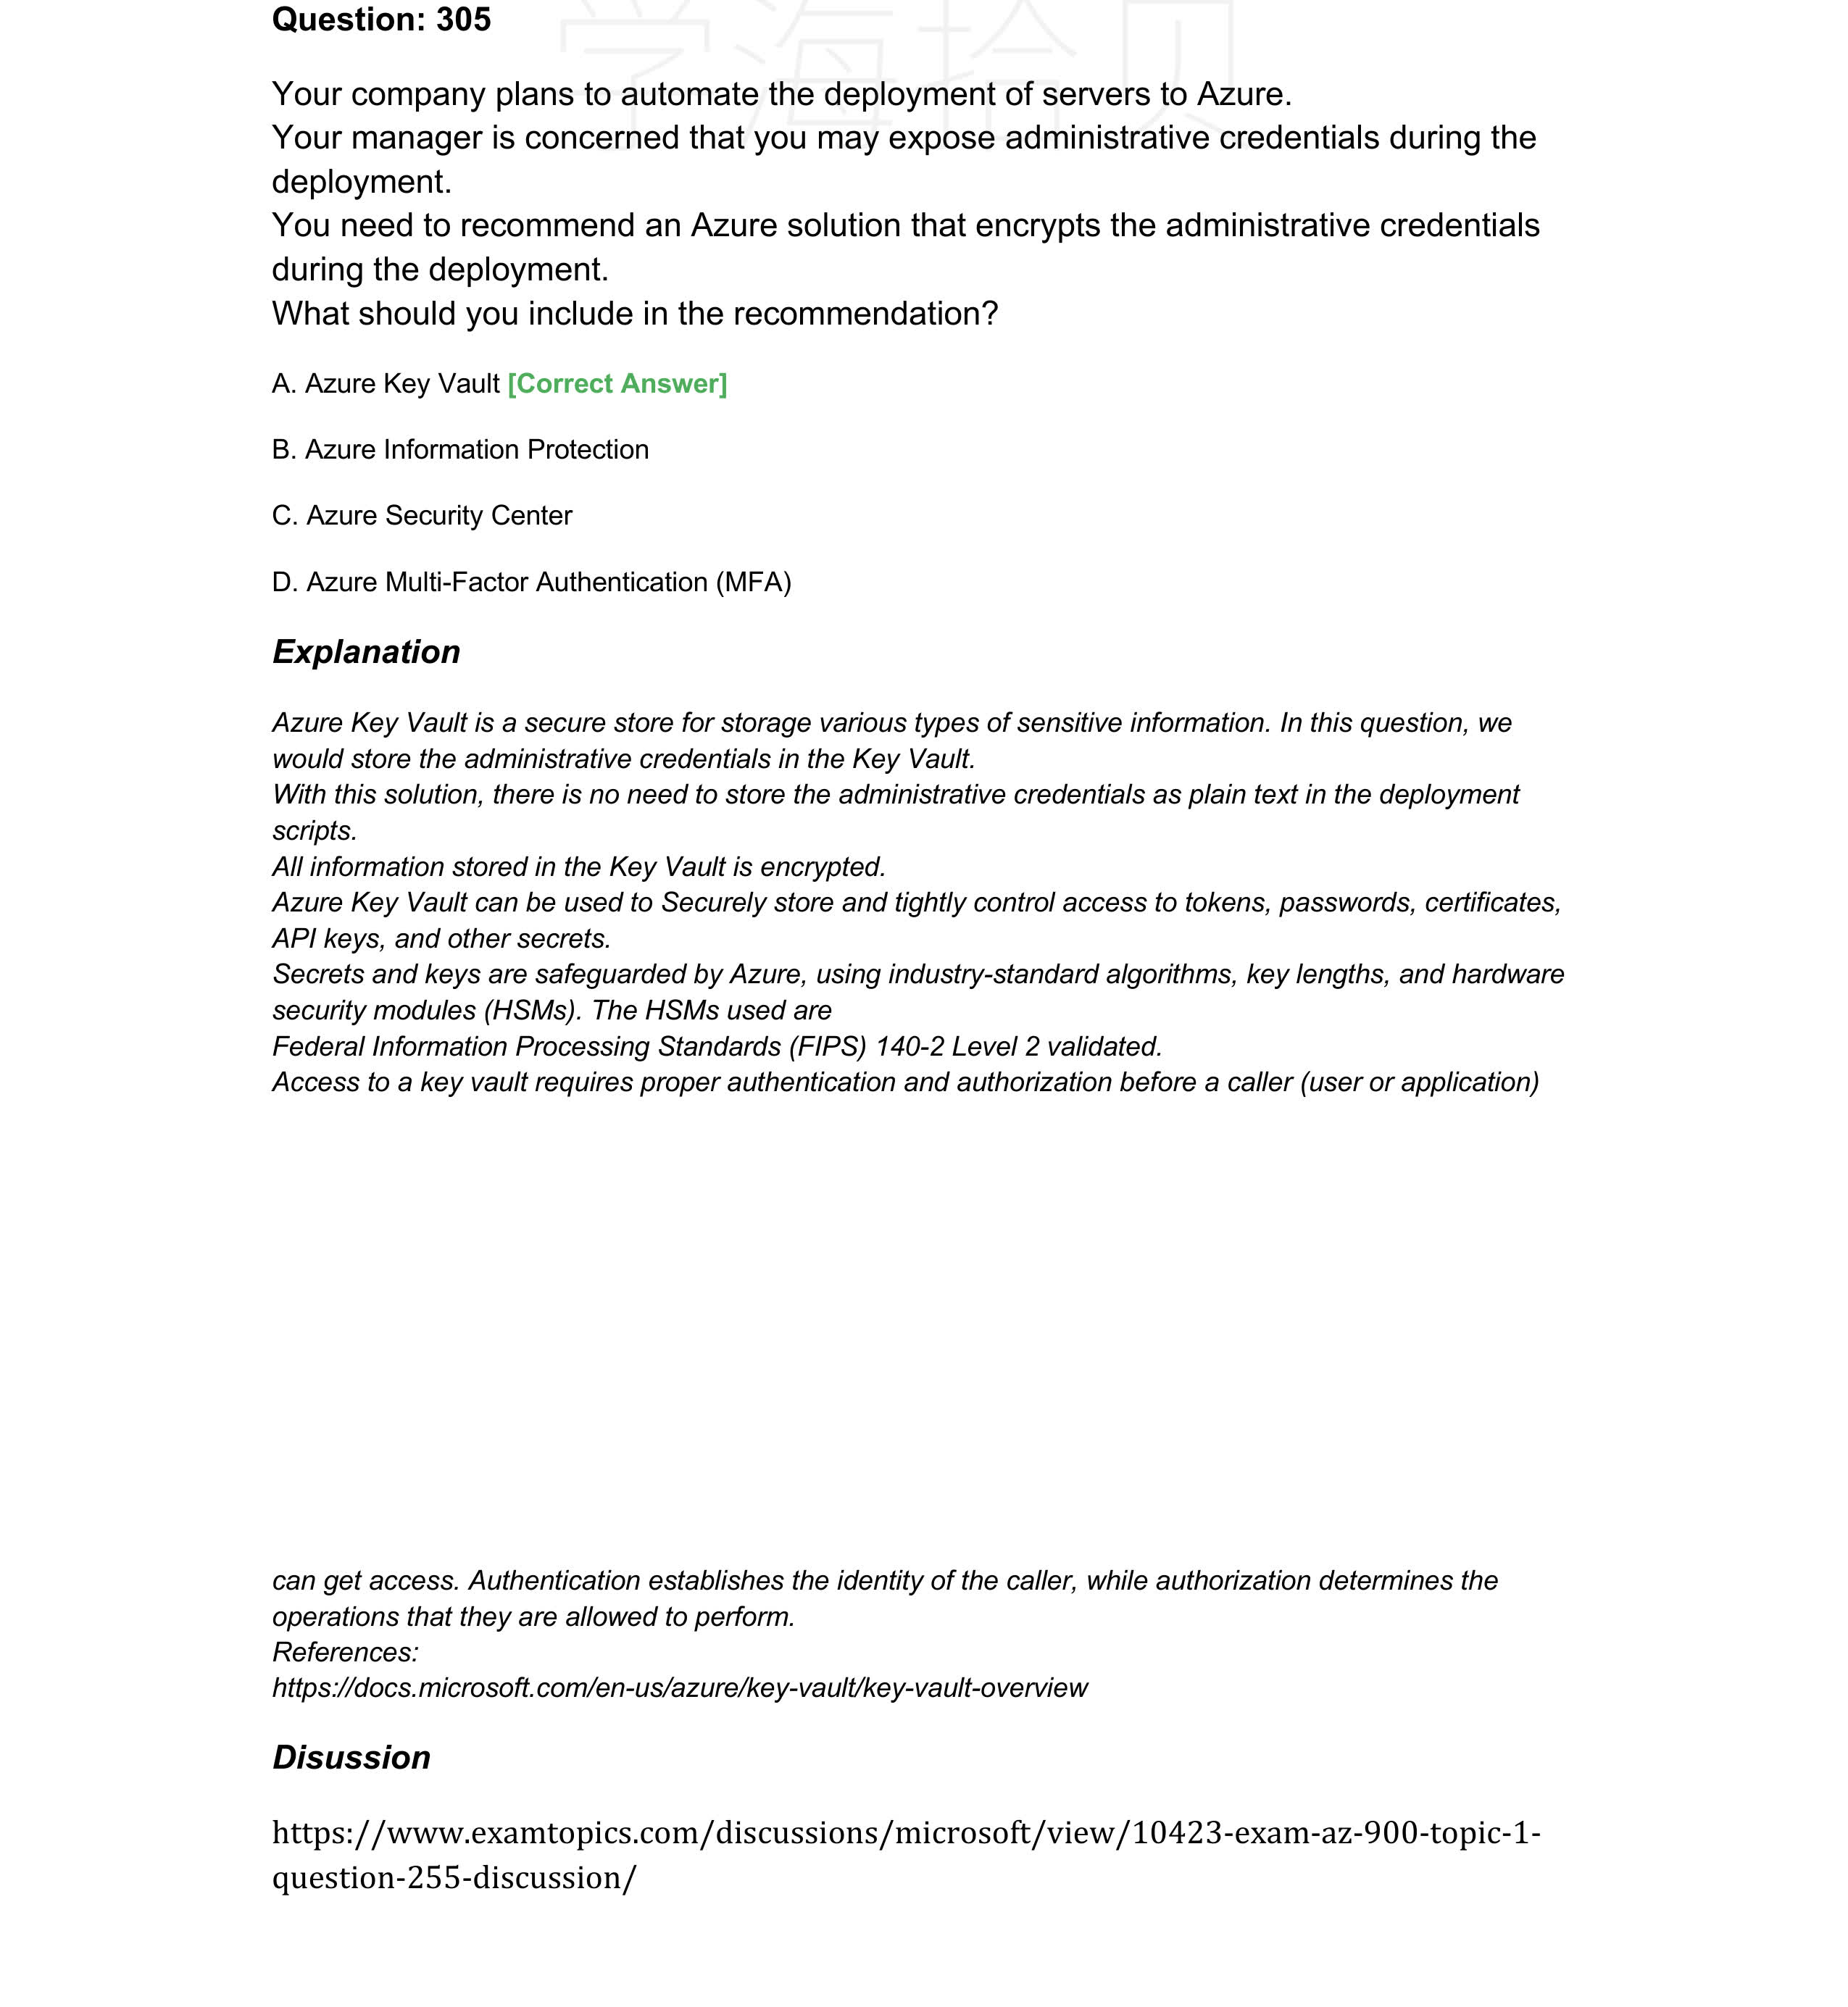 Question: 305
学海拾贝
Your company plans to automate the deployment of servers to Azure.
Your manager is concerned that you may expose administrative credentials during the
deployment.
You need to recommend an Azure solution that encrypts the administrative credentials
during the deployment.
What should you include in the recommendation?
A. Azure Key Vault [Correct Answer]
B. Azure Information Protection
C. Azure Security Center
D. Azure Multi-Factor Authentication (MFA)
Explanation
Azure Key Vault is a secure store for storage various types of sensitive information. In this question, we
would store the administrative credentials in the Key Vault.
With this solution, there is no need to store the administrative credentials as plain text in the deployment
scripts.
All information stored in the Key Vault is encrypted.
Azure Key Vault can be used to Securely store and tightly control access to tokens, passwords, certificates,
API keys, and other secrets.
Secrets and keys are safeguarded by Azure, using industry-standard algorithms, key lengths, and hardware
security modules (HSMs). The HSMs used are
Federal Information Processing Standards (FIPS) 140-2 Level 2 validated.
Access to a key vault requires proper authentication and authorization before a caller (user or application)
can get access. Authentication establishes the identity of the caller, while authorization determines the
operations that they are allowed to perform.
References:
https://docs.microsoft.com/en-us/azure/key-vault/key-vault-overview
Disussion
https://www.examtopics.com/discussions/microsoft/view/10423-exam-az-900-topic-1-
question-255-discussion/